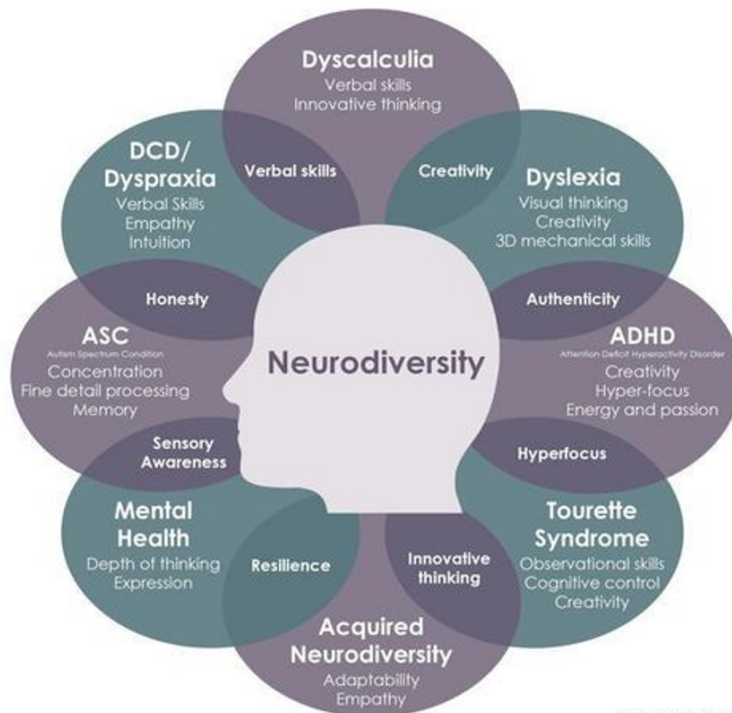 Dyscalculia
Verbal skills
Innovative thinking
Verbal skills
Creativity
DCD/
Dyspraxia
Verbal Skills
Empathy
Intuition
Dyslexia
Visual thinking
Creativity
3D mechanical skills
Honesty
Authenticity
ASC
Autism Spectrum Condition
Concentration
Fine detail processing
Memory
Neurodiversity
ADHD
Attention Deficit Hyperactivity Disorder
Creativity
Hyper-focus
Energy and passion
Sensory
Awareness
Hyperfocus
Mental
Health
Depth of thinking
Expression
Resilience
Innovative
thinking
Tourette
Syndrome
Observational skills
Cognitive control
Creativity
Acquired
Neurodiversity
Adaptability
Empathy